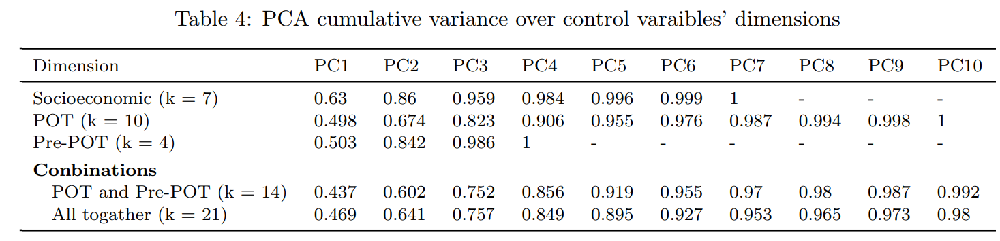 Table 4: PCA cumulative variance over control varaibles' dimensions
Dimension PC1 PC2 PC3 PC4 PC5 PC6 PC7 PC8 PC9 PC10
Socioeconomic (k = 7) 0.63 0.86 0.959 0.984 0.996 0.999 1 - - -
POT (k = 10) 0.498 0.674 0.823 0.906 0.955 0.976 0.987 0.994 0.998 1
Pre-POT (k = 4) 0.503 0.842 0.986 1 - - - - - -
Conbinations
POT and Pre-POT (k = 14) 0.437 0.602 0.752 0.856 0.919 0.955 0.97 0.98 0.987 0.992
All togather (k = 21) 0.469 0.641 0.757 0.849 0.895 0.927 0.953 0.965 0.973 0.98